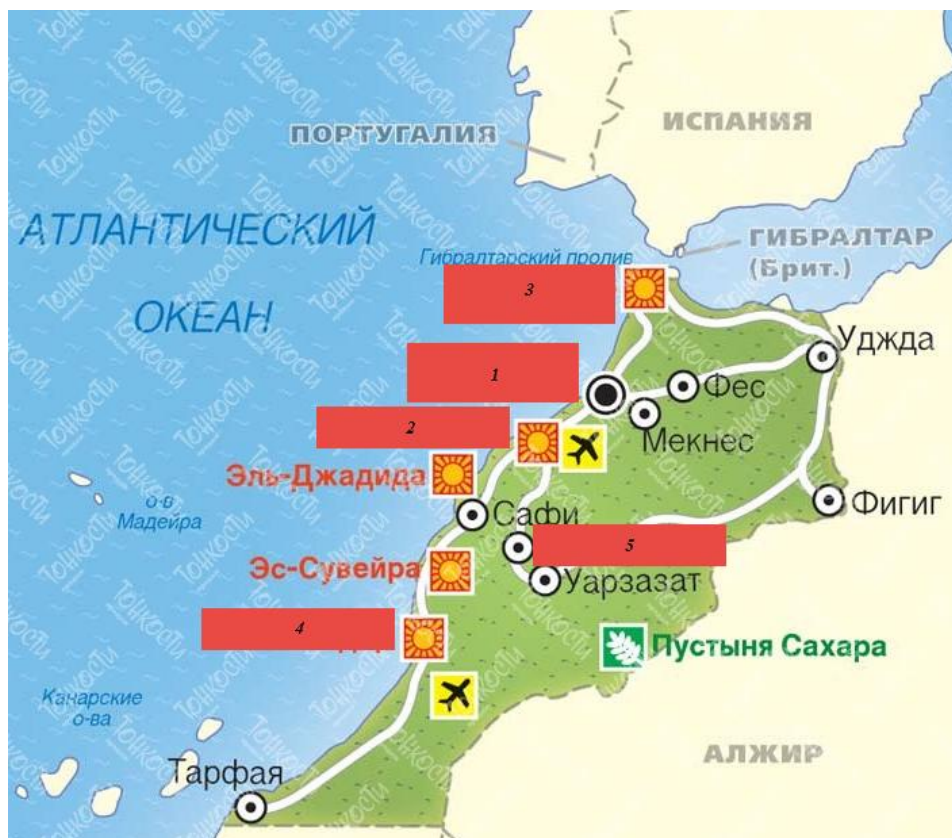 ПОРТУГАЛИЯ
ИСПАНИЯ
АТЛАНТИЧЕСКИЙ
ОКЕАН
Гибралтарский пролив
ГИБРАЛТАР
(Брит.)
3
Уджда
1
Фес
2
Мекнес
Эль-Джадида
о-в
Мадейра
Сафи
Фигиг
5
Эс-Сувейра
Уарзазат
4
Пустыня Сахара
Канарские
о-ва
АЛЖИР
Тарфая
Тонкости